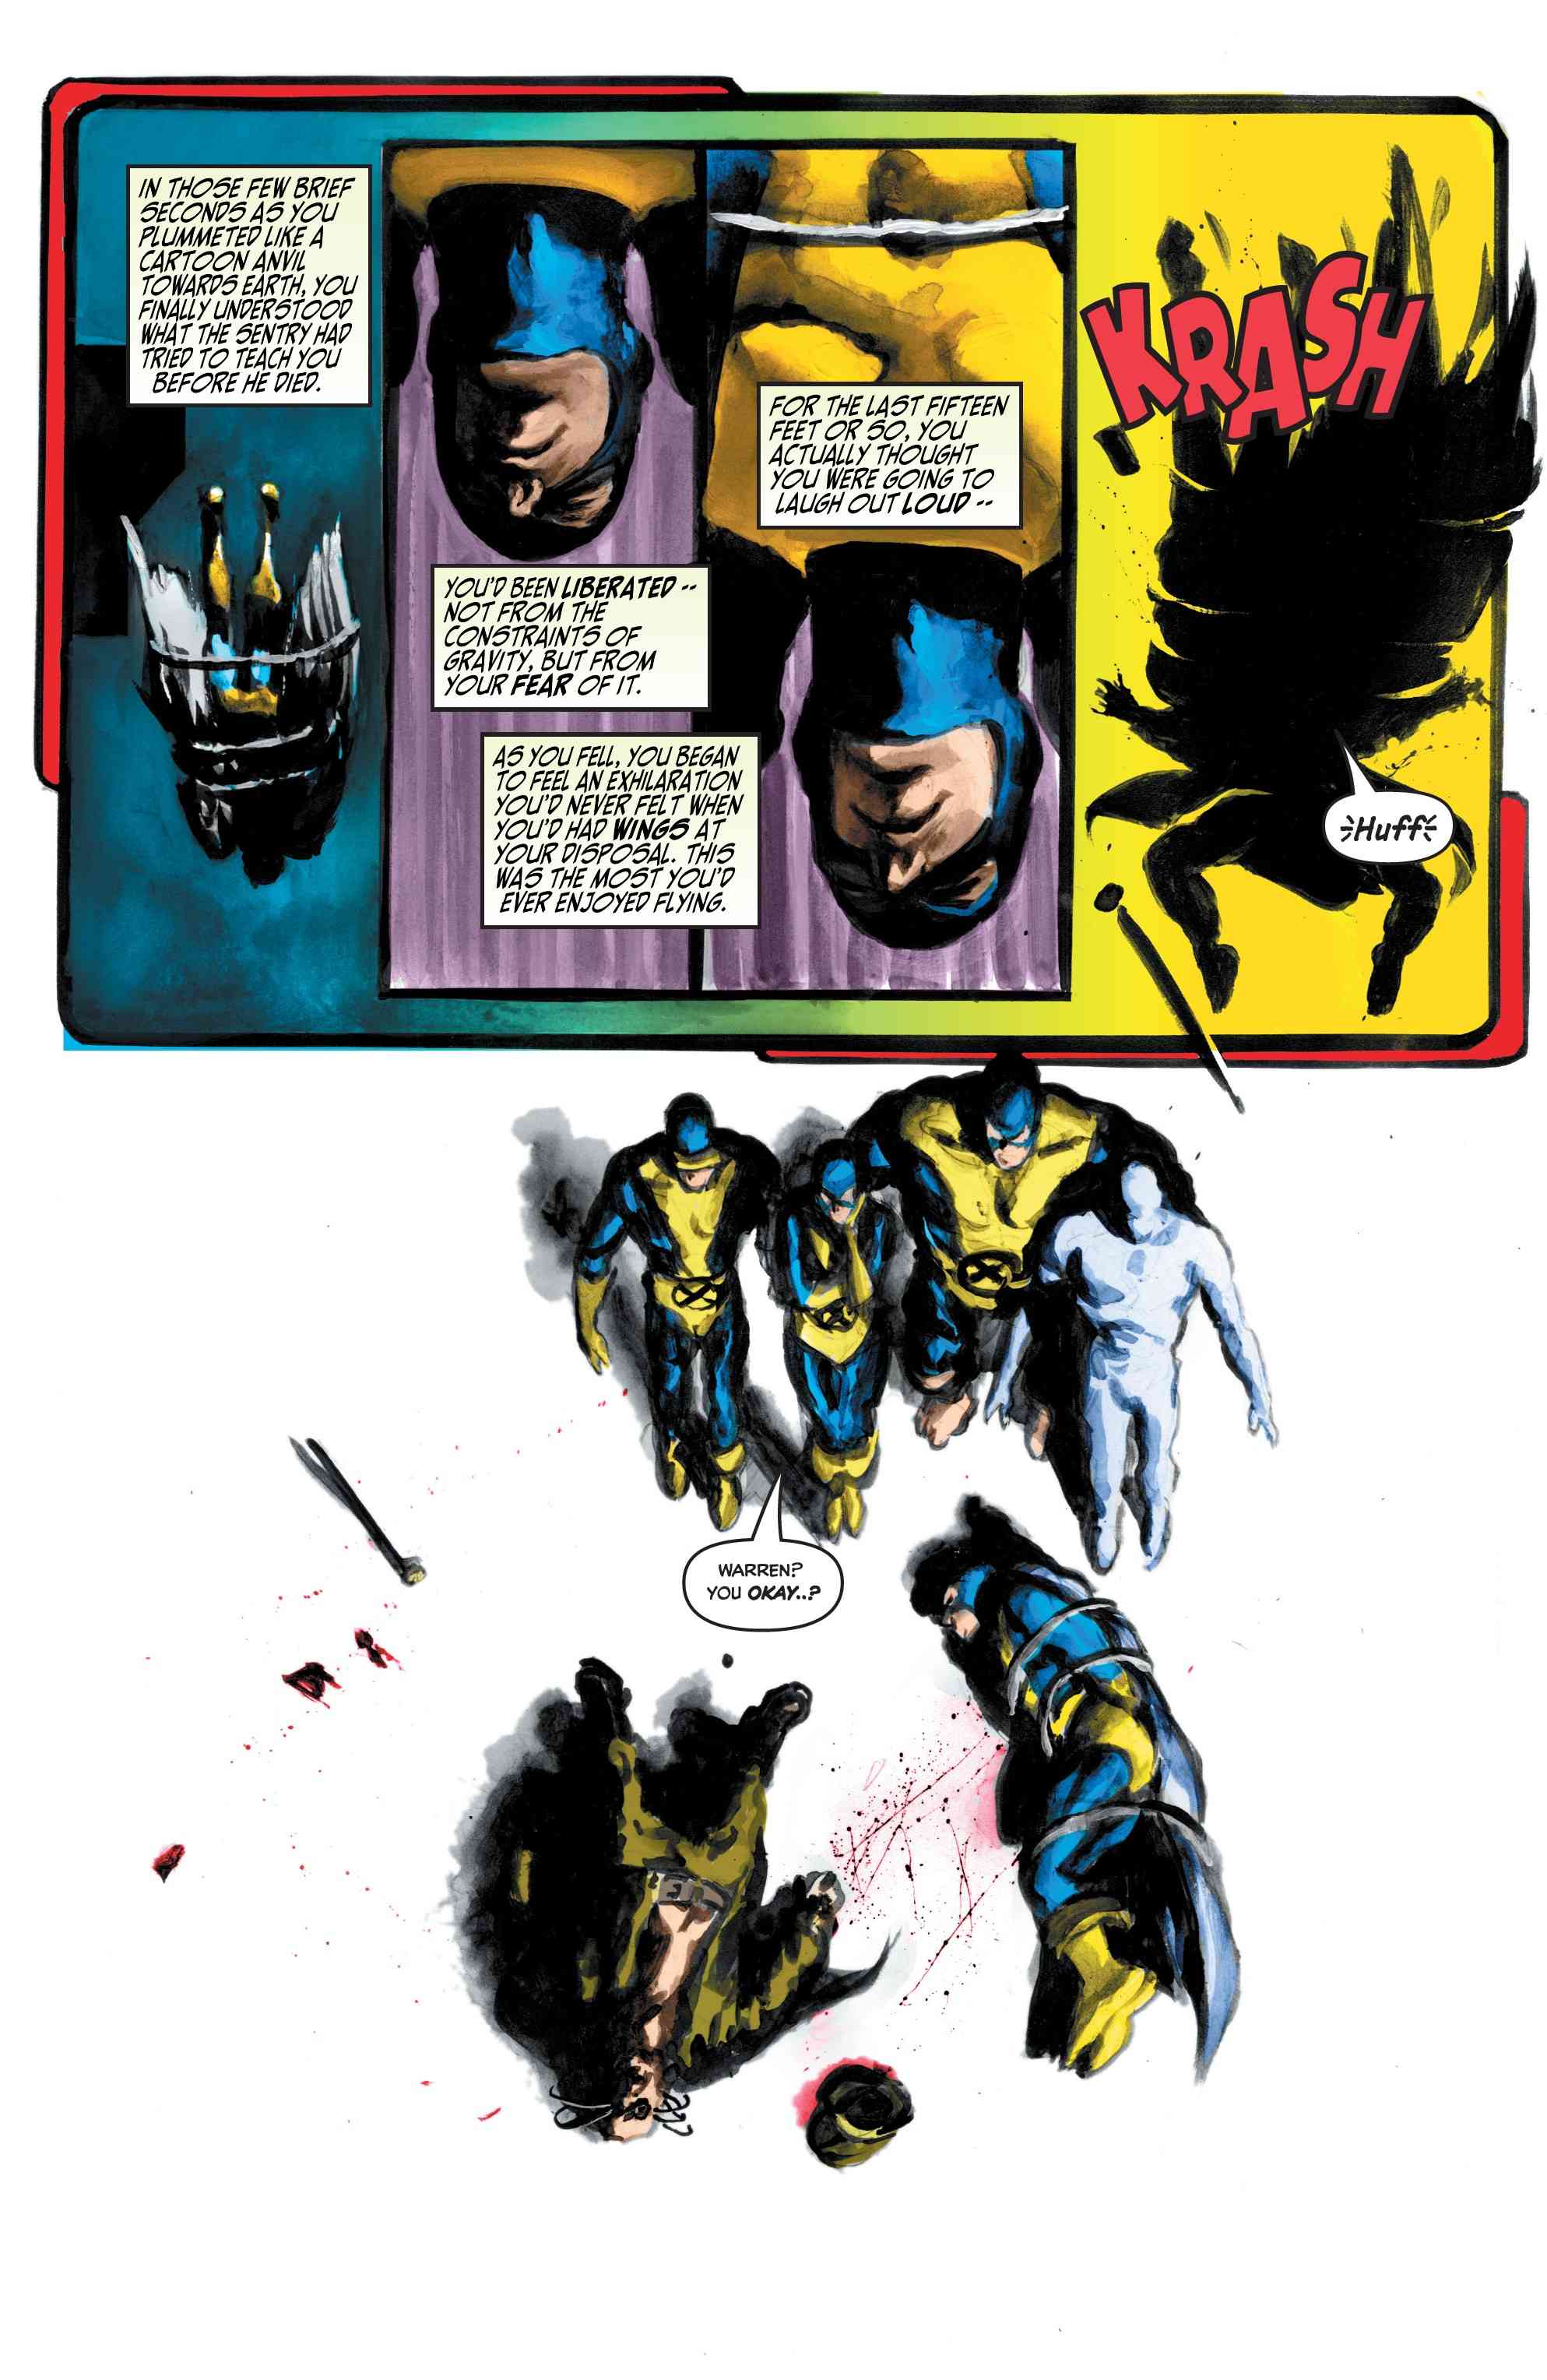 IN THOSE FEW BRIEF
SECONDS AS YOU
PLUMMETED LIKE A
CARTOON ANVIL
TOWARDS EARTH, YOU
FINALLY UNDERSTOOD
WHAT THE SENTRY HAD
TRIED TO TEACH YOU
BEFORE HE DIED.
YOU'D BEEN LIBERATED --
NOT FROM THE
CONSTRAINTS OF
GRAVITY, BUT FROM
YOUR FEAR OF IT.
AS YOU FELL, YOU BEGAN
TO FEEL AN EXHILARATION
YOU'D NEVER FELT WHEN
YOU'D HAD WINGS AT
YOUR DISPOSAL. THIS
WAS THE MOST YOU'D
EVER ENJOYED FLYING.
FOR THE LAST FIFTEEN
FEET OR SO, YOU
ACTUALLY THOUGHT
YOU WERE GOING TO
LAUGH OUT LOUD --
KRASH
Huff
WARREN?
YOU OKAY..?